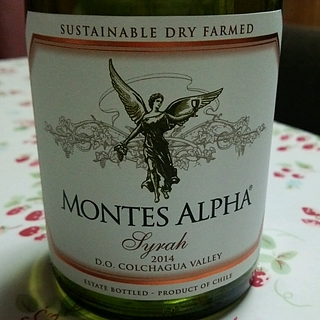 SUSTAINABLE DRY FARMED
MONTES ALPHA®
Syrah
2014
D.O. COLCHAGUA VALLEY
ESTATE BOTTLED - PRODUCT OF CHILE